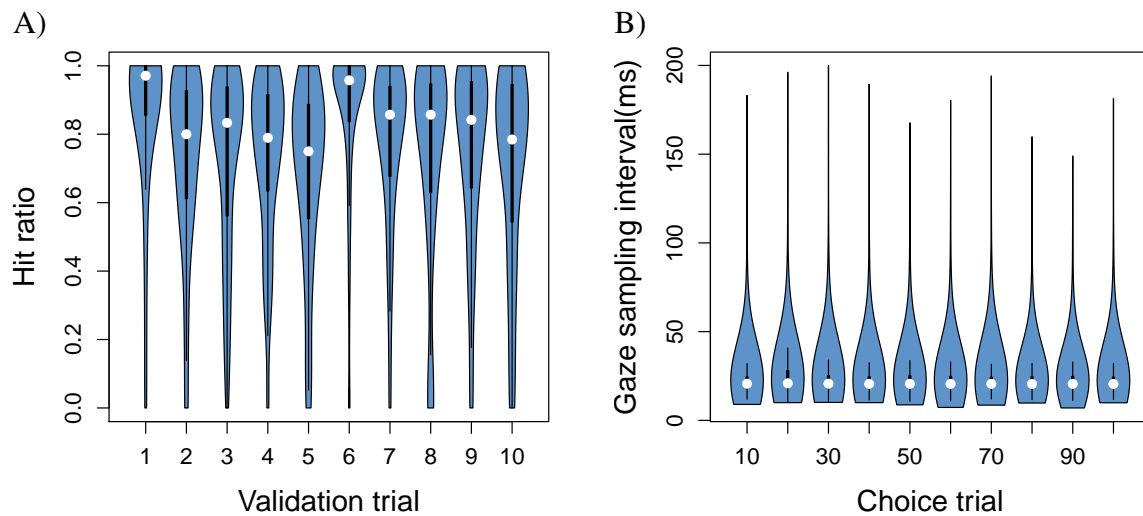 A)
Hit ratio
1.0
0.8
0.6
0.4
0.2
0.0
1 2 3 4 5 6 7 8 9 10
Validation trial
B)
Gaze sampling interval(ms)
200
150
100
50
0
10 30 50 70 90
Choice trial